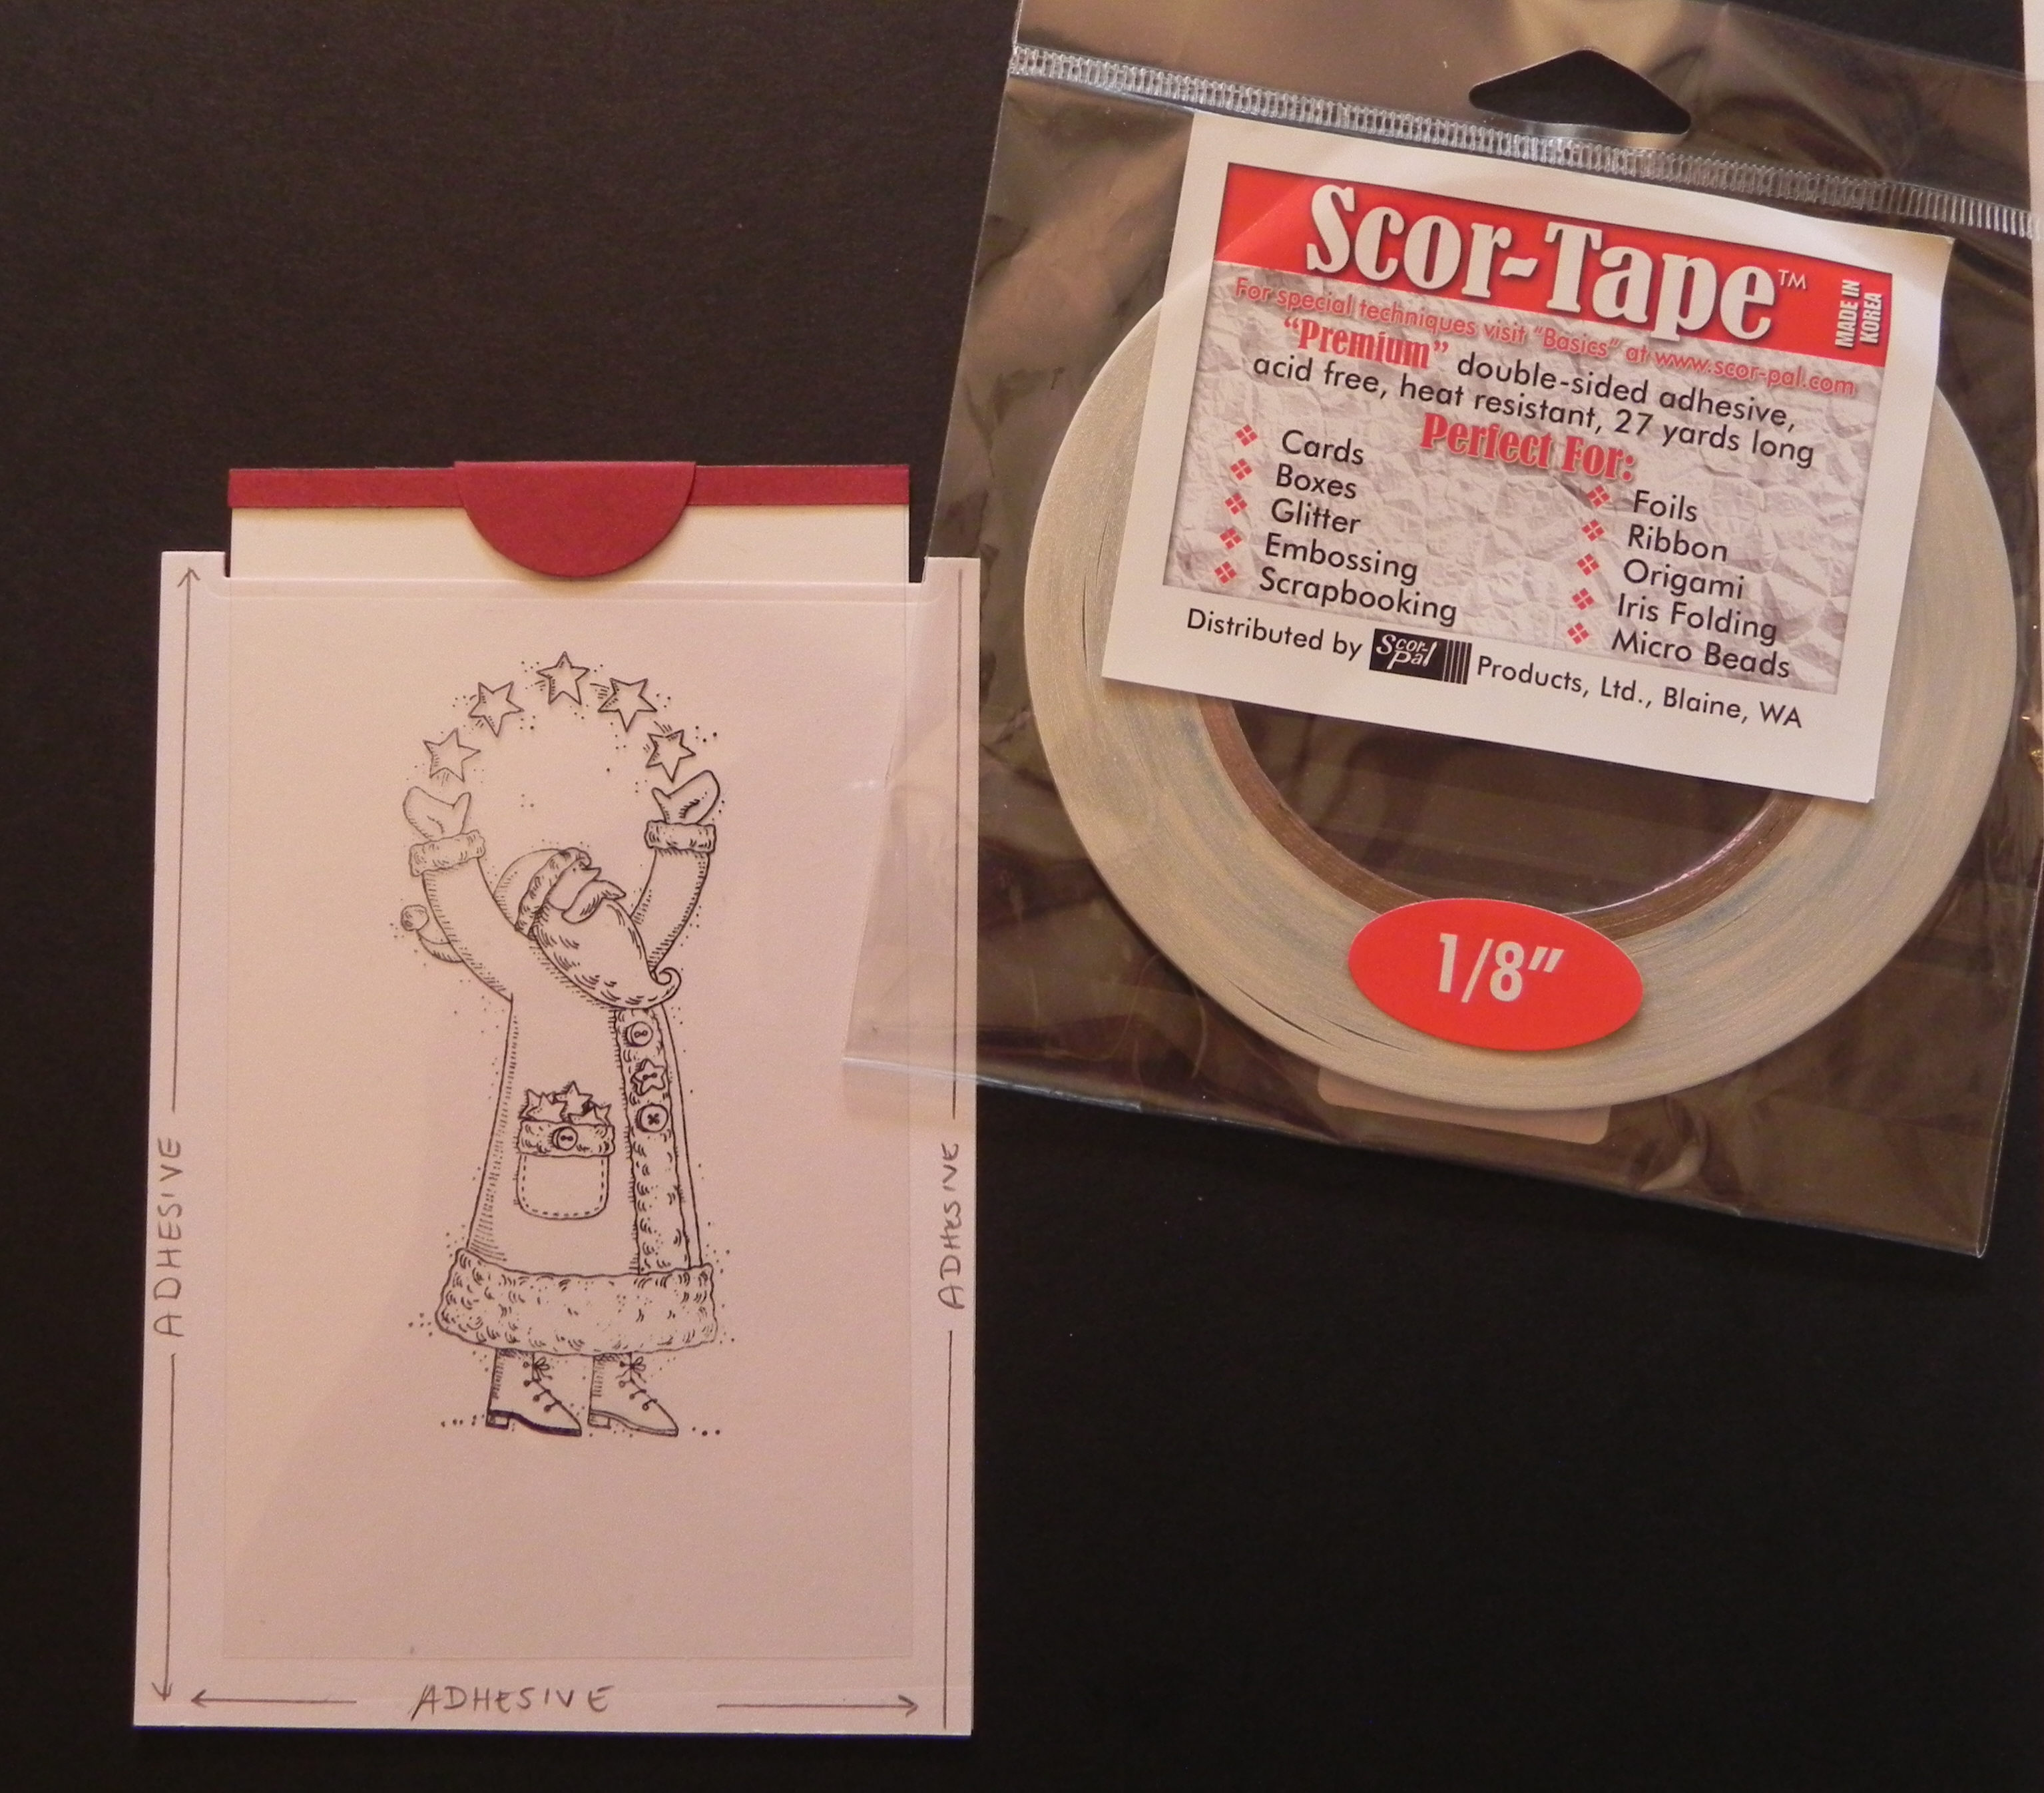 Scor-Tape™
MADE IN
KOREA
For special techniques visit "Basics" at www.scor-pal.com
"Premium" double-sided adhesive,
acid free, heat resistant, 27 yards long
Perfect For:
Cards
Boxes
Glitter
Embossing
Scrapbooking
Foils
Ribbon
Origami
Iris Folding
Micro Beads
Distributed by Scor-Pal Products, Ltd., Blaine, WA
1/8"
ADHESIVE
ADHESIVE
ADHESIVE